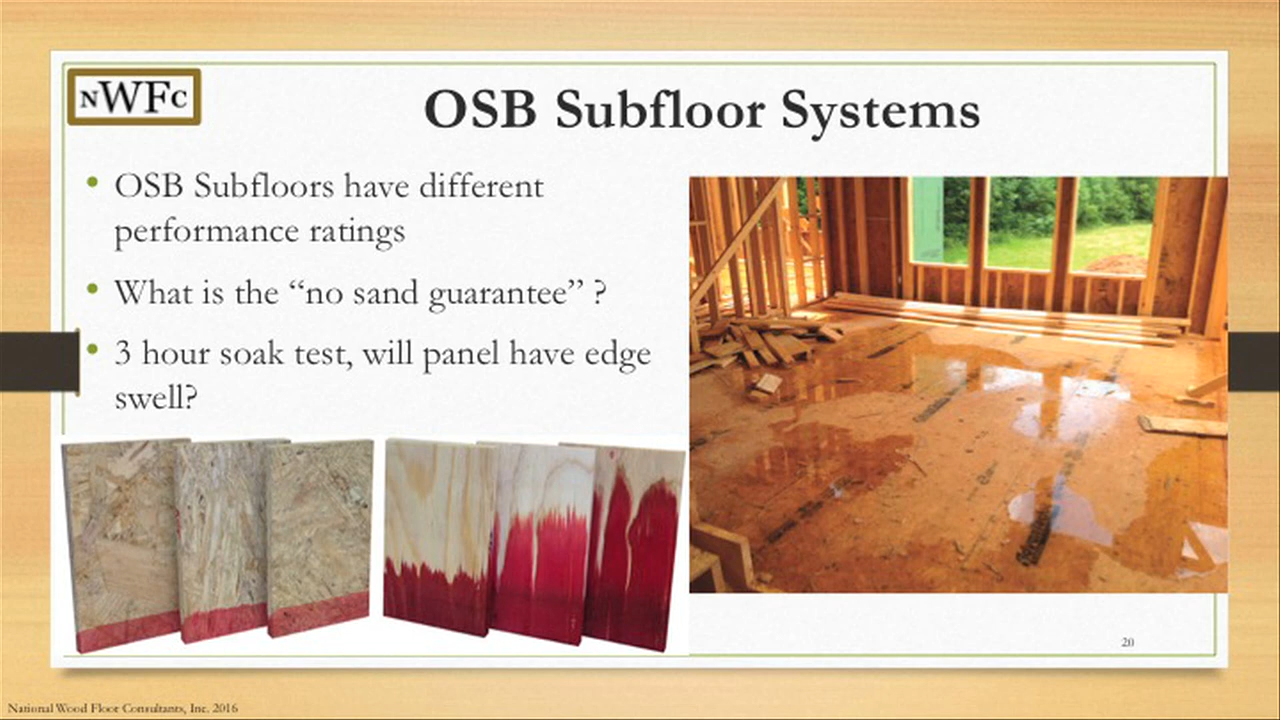 NWFC
OSB Subfloor Systems
• OSB Subfloors have different
performance ratings
• What is the “no sand guarantee” ?
• 3 hour soak test, will panel have edge
swell?
20
National Wood Floor Consultants, Inc. 2016